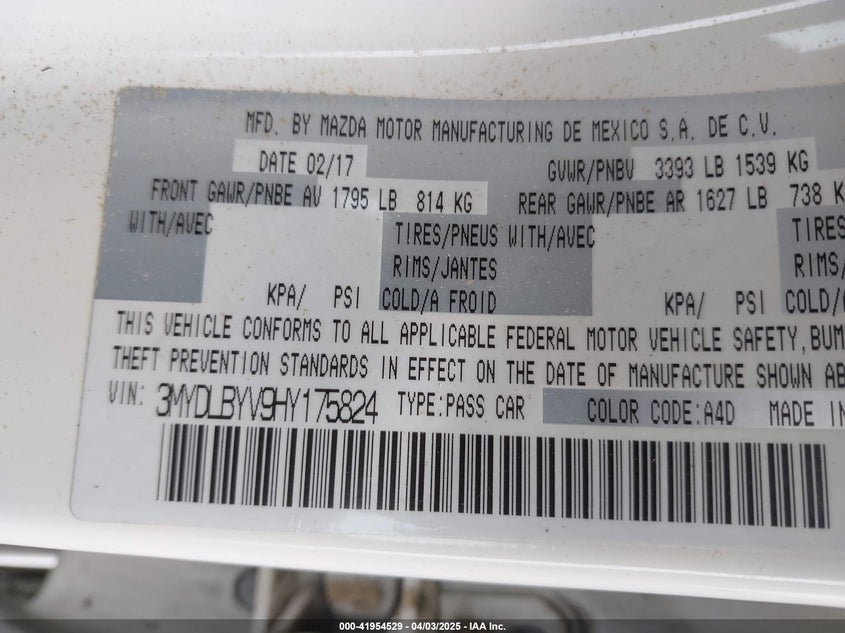 MFD. BY MAZDA MOTOR MANUFACTURING DE MEXICO S.A. DE C.V.
DATE 02/17 GVWR/PNBV 3393 LB 1539 KG
FRONT GAWR/PNBE AV 1795 LB 814 KG REAR GAWR/PNBE AR 1627 LB 738 K
WITH/AVEC TIRES/PNEUS WITH/AVEC TIRES
RIMS/JANTES RIMS/
KPA/ PSI COLD/A FROID KPA/ PSI COLD/
THIS VEHICLE CONFORMS TO ALL APPLICABLE FEDERAL MOTOR VEHICLE SAFETY, BUM
THEFT PREVENTION STANDARDS IN EFFECT ON THE DATE OF MANUFACTURE SHOWN AB
VIN: 3MYDLBYV9HY175824 TYPE:PASS CAR COLOR CODE:A4D MADE IN
000-41954529 - 04/03/2025 - IAA Inc.